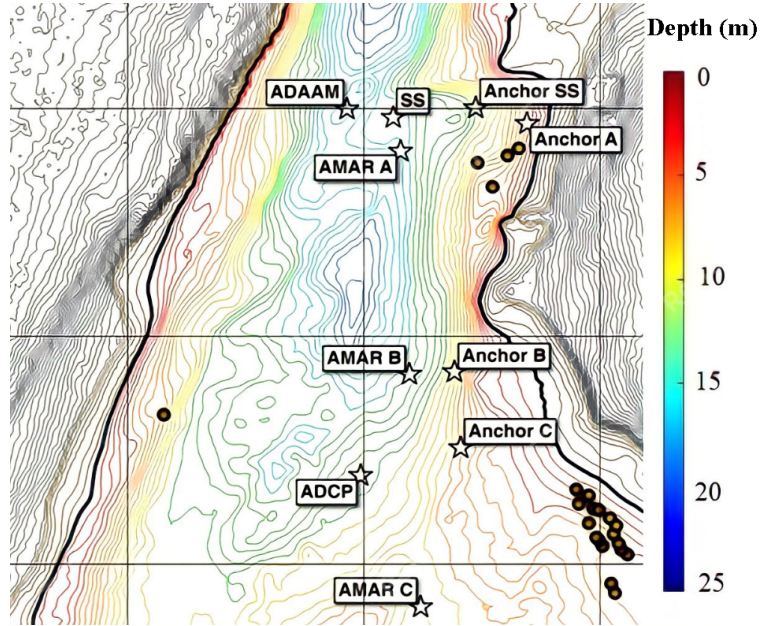 Depth (m)
0
5
10
15
20
25
ADAAM
SS
Anchor SS
Anchor A
AMAR A
AMAR B
Anchor B
Anchor C
ADCP
AMAR C